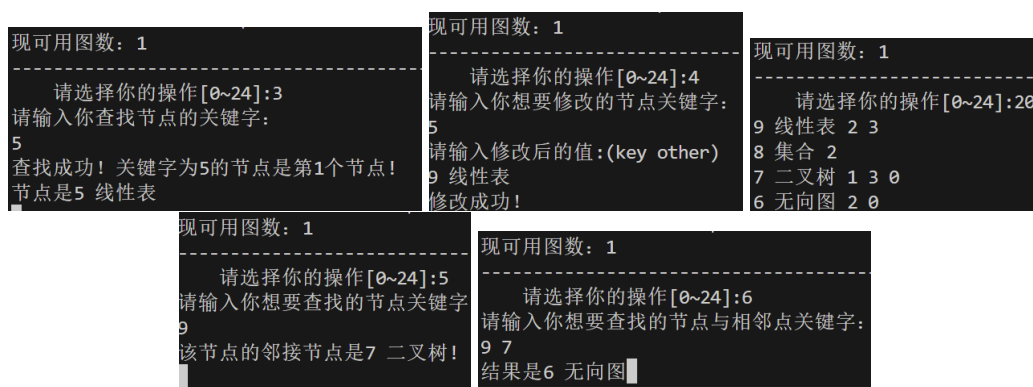 现可用图数：1
--------------------------------
请选择你的操作[0~24]:3
请输入你查找节点的关键字：
5
查找成功！关键字为5的节点是第1个节点！
节点是5 线性表
现可用图数：1
--------------------------------
请选择你的操作[0~24]:4
请输入你想要修改的节点关键字：
5
请输入修改后的值:(key other)
9 线性表
修改成功！
现可用图数：1
--------------------------------
请选择你的操作[0~24]:20
9 线性表 2 3
8 集合 2
7 二叉树 1 3 0
6 无向图 2 0
现可用图数：1
--------------------------------
请选择你的操作[0~24]:5
请输入你想要查找的节点关键字
9
该节点的邻接节点是7 二叉树！
现可用图数：1
--------------------------------
请选择你的操作[0~24]:6
请输入你想要查找的节点与相邻点关键字：
9 7
结果是6 无向图